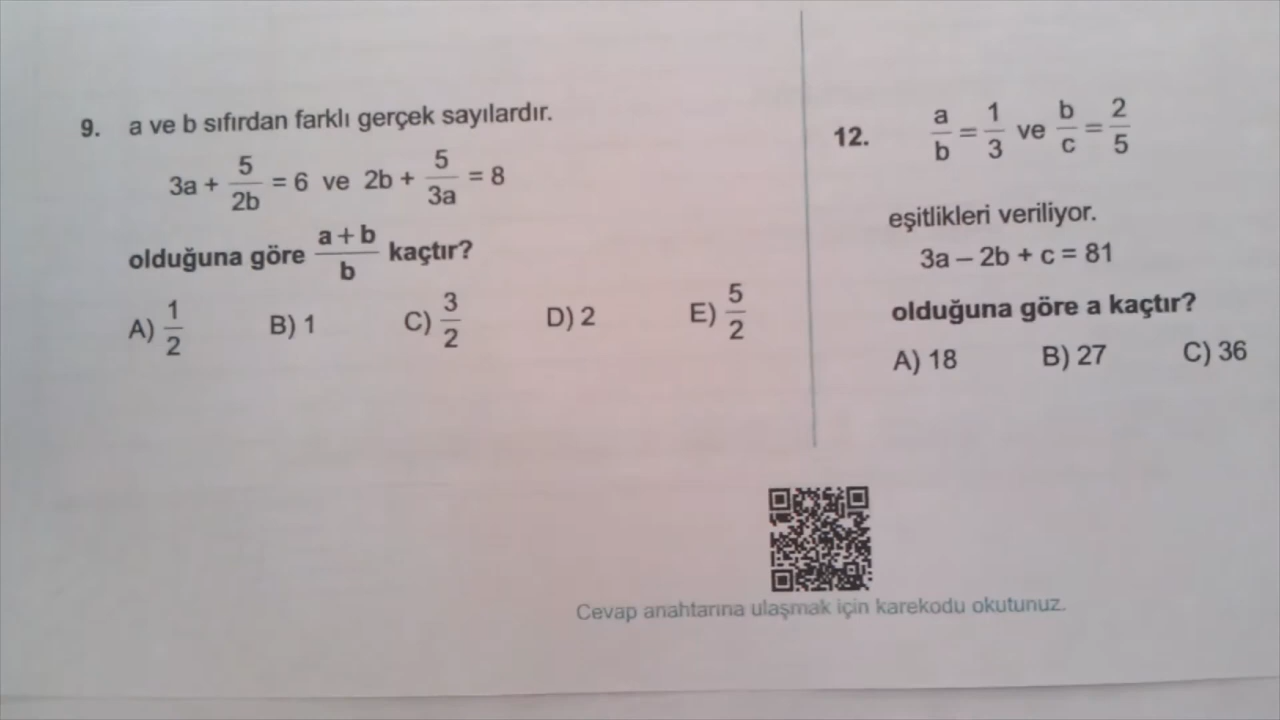 9. a ve b sıfırdan farklı gerçek sayılardır.
3a + 5/2b = 6 ve 2b + 5/3a = 8
olduğuna göre a+b/b kaçtır?
A) 1/2 B) 1 C) 3/2 D) 2 E) 5/2
12. a/b = 1/3 ve b/c = 2/5
eşitlikleri veriliyor.
3a – 2b + c = 81
olduğuna göre a kaçtır?
A) 18 B) 27 C) 36
Cevap anahtarına ulaşmak için karekodu okutunuz.